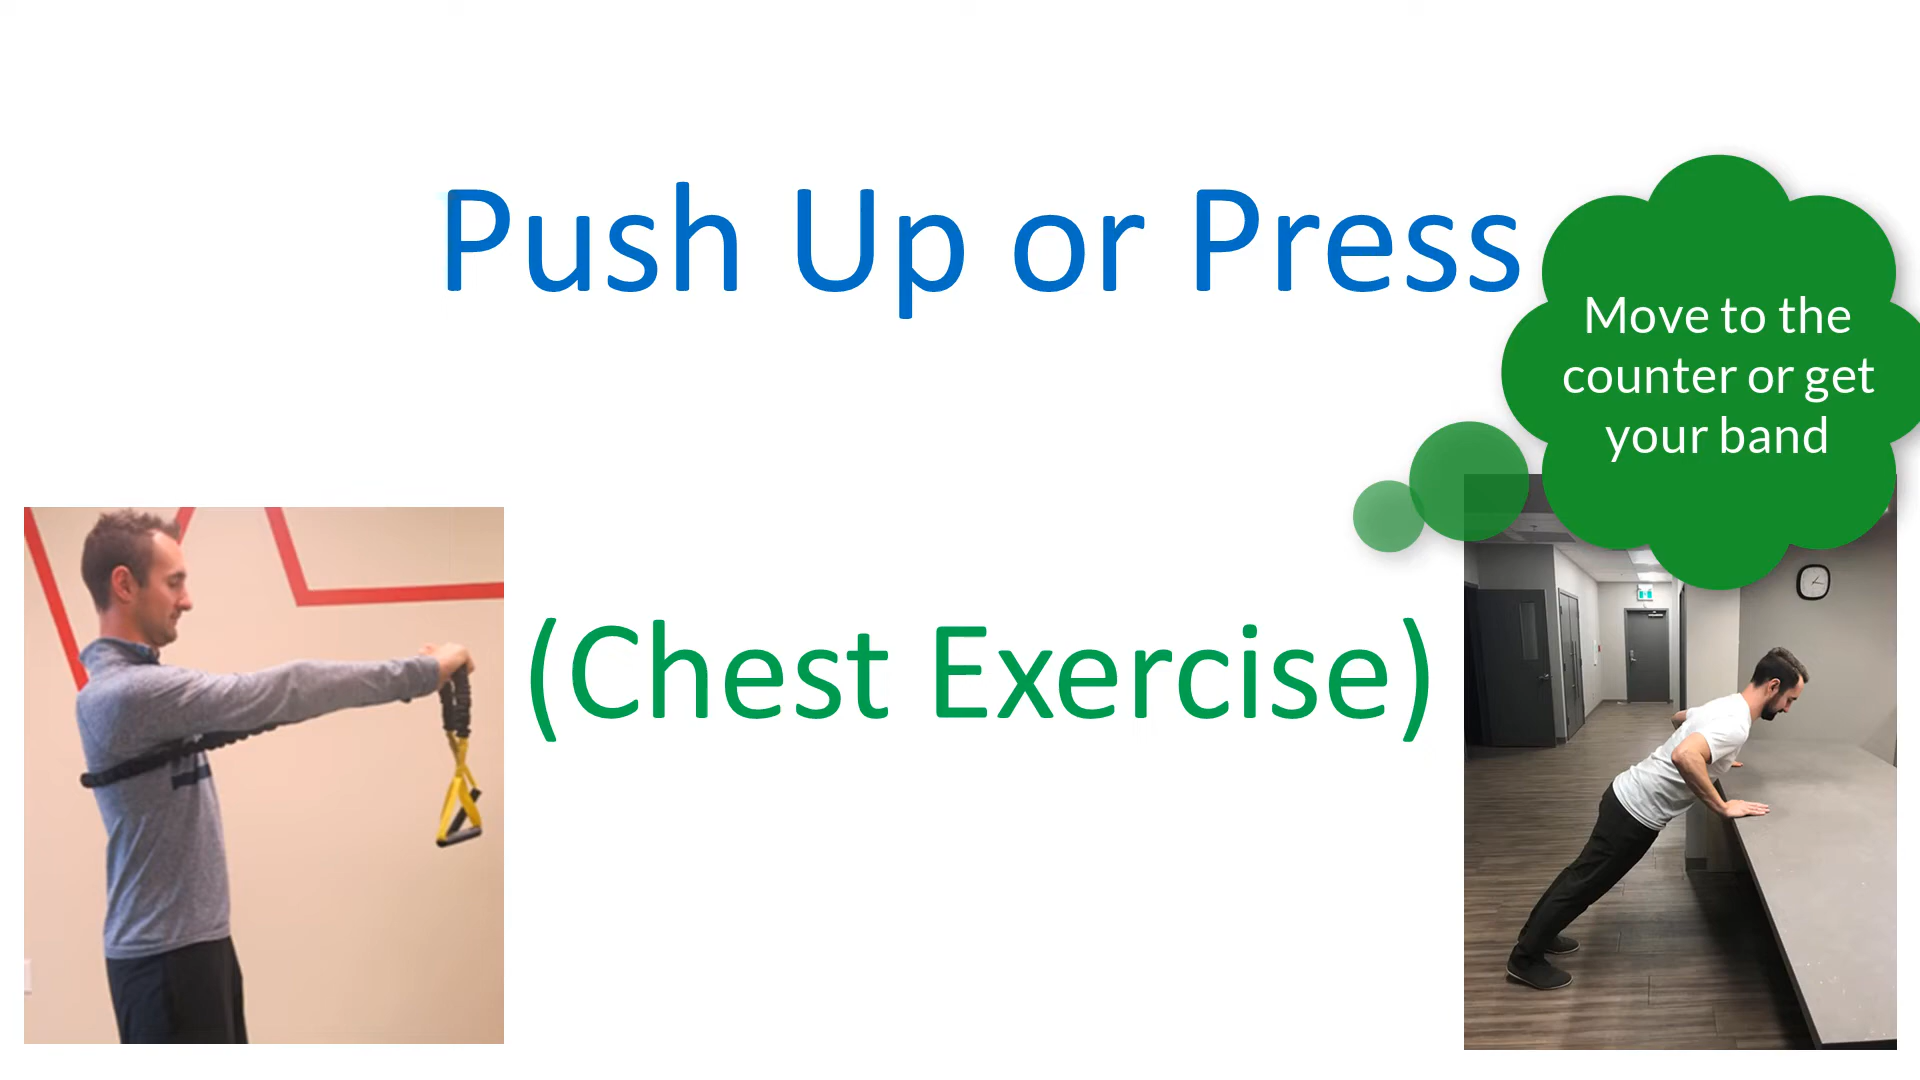 Push Up or Press
Move to the
counter or get
your band
(Chest Exercise)